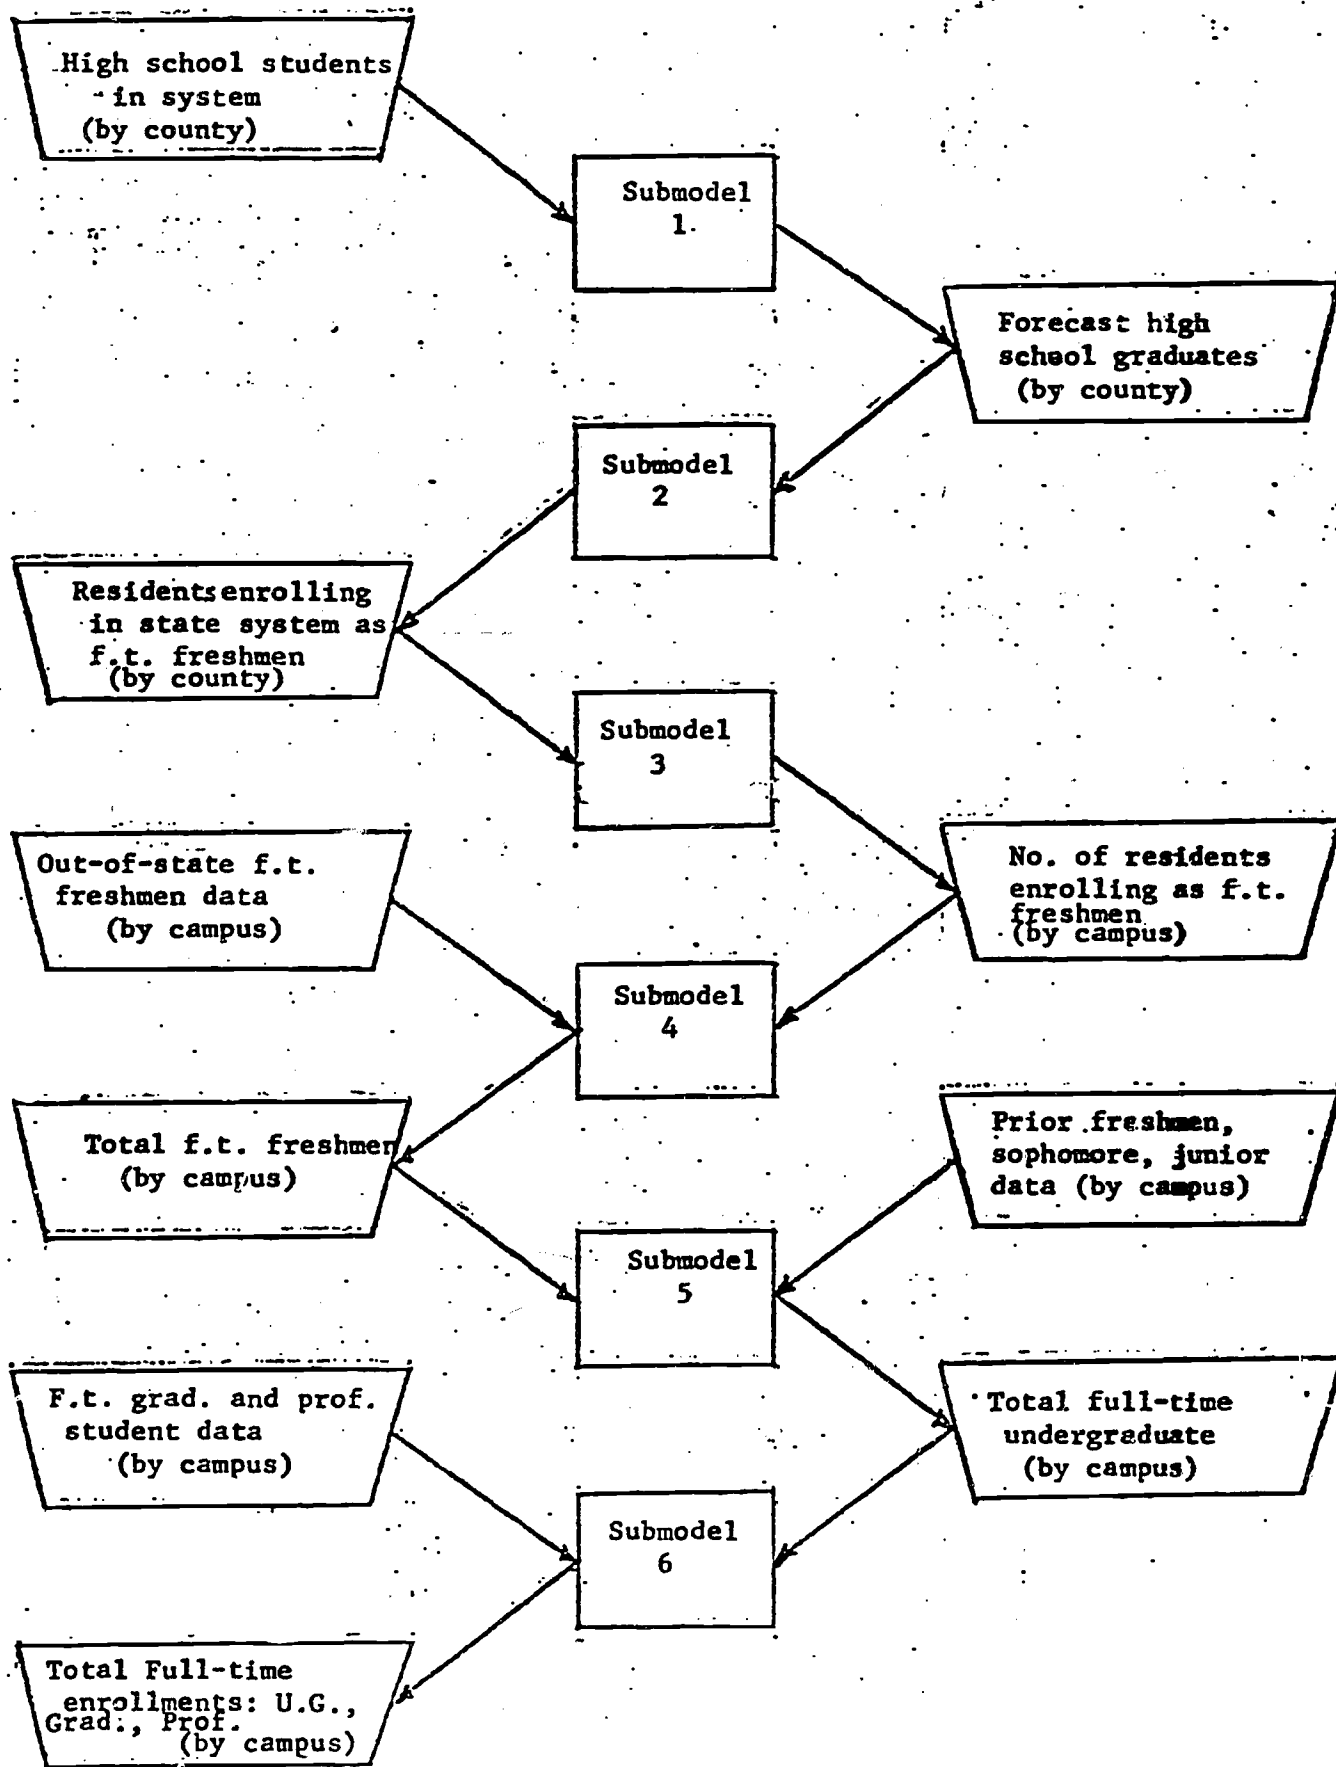 High school students
in system
(by county)
Submodel
1
Forecast high
school graduates
(by county)
Submodel
2
Residents enrolling
in state system as
f.t. freshmen
(by county)
Submodel
3
Out-of-state f.t.
freshmen data
(by campus)
No. of residents
enrolling as f.t.
freshmen
(by campus)
Submodel
4
Total f.t. freshmen
(by campus)
Prior freshmen,
sophomore, junior
data (by campus)
Submodel
5
F.t. grad. and prof.
student data
(by campus)
Total full-time
undergraduate
(by campus)
Submodel
6
Total Full-time
enrollments: U.G.,
Grad., Prof.
(by campus)